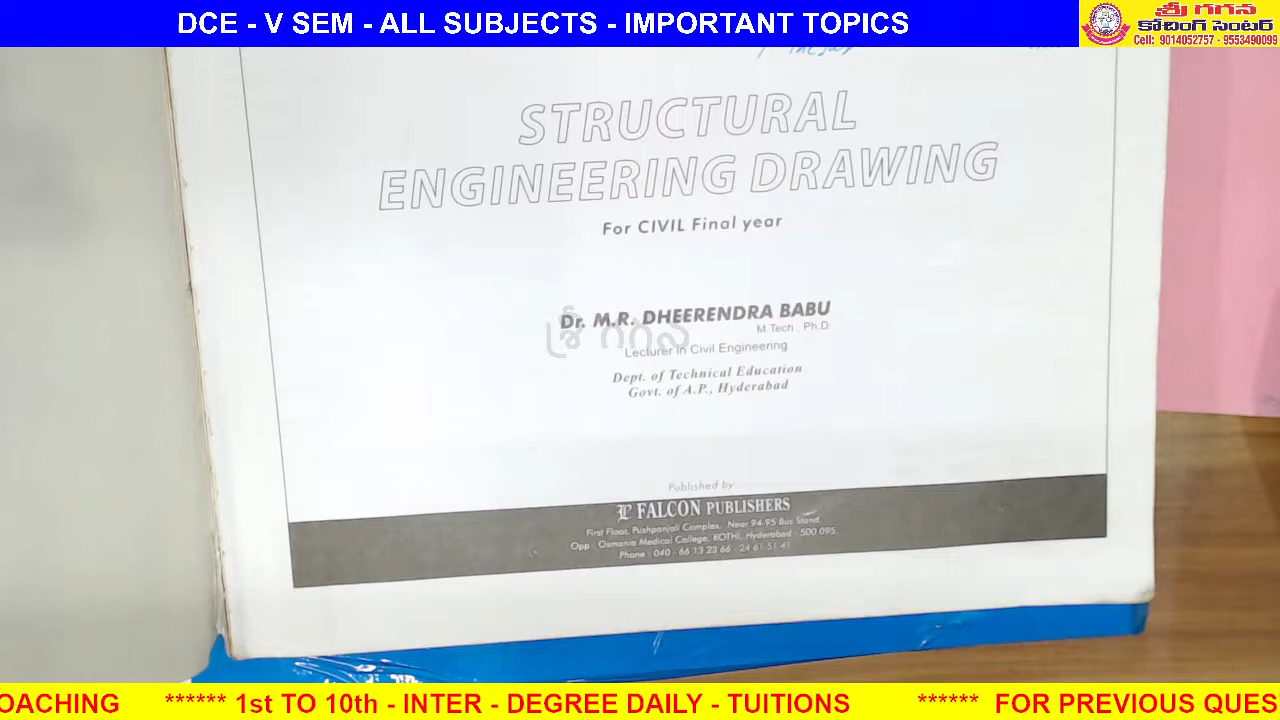 DCE - V SEM - ALL SUBJECTS - IMPORTANT TOPICS
శ్రీ గగన
కోచింగ్ సెంటర్
Cell: 9014052757 - 9553490099
STRUCTURAL
ENGINEERING DRAWING
For CIVIL Final year
Dr. M.R. DHEERENDRA BABU
M.Tech., Ph.D.
శ్రీ గగన
Lecturer in Civil Engineering
Dept. of Technical Education
Govt. of A.P., Hyderabad
Published by
FALCON PUBLISHERS
First Floor, Pushpanjali Complex, Near 94-95 Bus Stand,
Opp. Osmania Medical College, KOTHI, Hyderabad - 500 095.
Phone : 040 - 66 13 23 66 24 61 51 41
OACHING ****** 1st TO 10th - INTER - DEGREE DAILY - TUITIONS ****** FOR PREVIOUS QUES